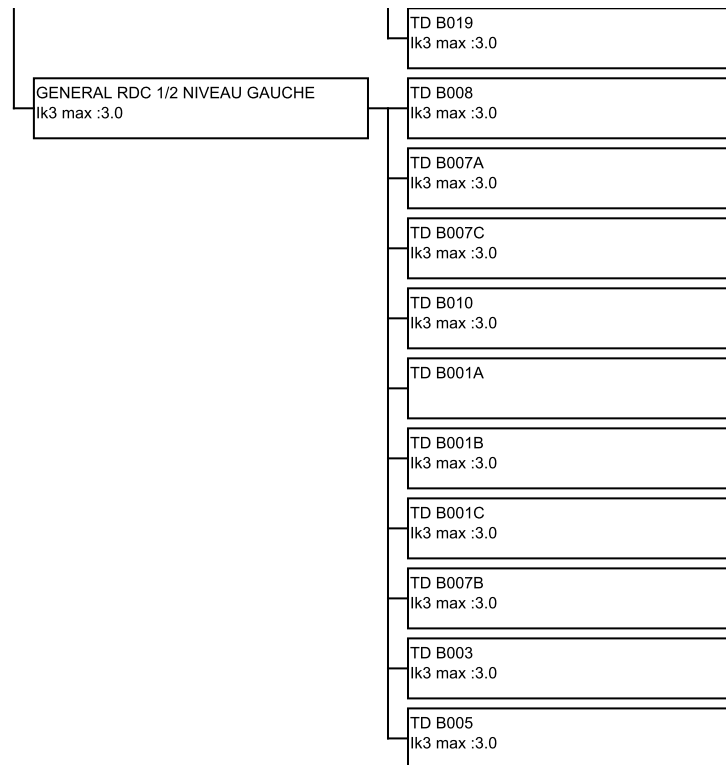 TD B019
Ik3 max :3.0
GENERAL RDC 1/2 NIVEAU GAUCHE
Ik3 max :3.0
TD B008
Ik3 max :3.0
TD B007A
Ik3 max :3.0
TD B007C
Ik3 max :3.0
TD B010
Ik3 max :3.0
TD B001A
TD B001B
Ik3 max :3.0
TD B001C
Ik3 max :3.0
TD B007B
Ik3 max :3.0
TD B003
Ik3 max :3.0
TD B005
Ik3 max :3.0